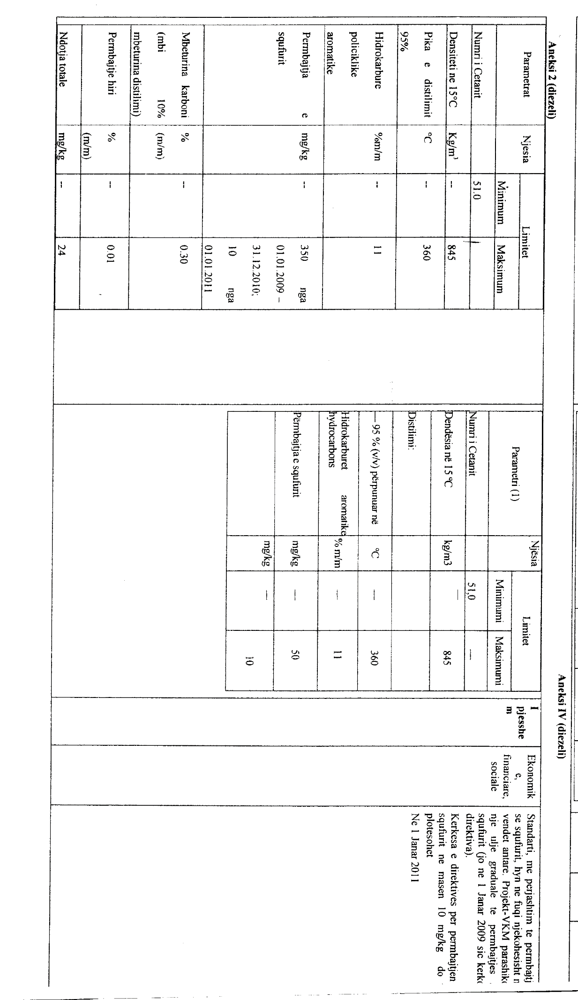 Aneksi IV (diezeli)
Aneksi 2 (diezeli)
Parametrat Njesia Limitet
Minimum Maksimum
Numri i Cetanit 51.0
Densiteti ne 15°C Kg/m³ -- 845
Pika e distilimit °C -- 360
95%
Hidrokarbure %m/m -- 11
policiklike
aromatike
Permbajtja e mg/kg -- 350 nga
squfurit 01.01.2009 –
31.12.2010;
10 nga
01.01.2011
Mbeturina karboni % -- 0.30
(mbi 10% (m/m)
mbeturina distilimi)
Permbajtje hiri % -- 0.01
(m/m)
Ndotja totale mg/kg -- 24
Parametri (1) Njësia Limitet
Minimumi Maksimumi
Numri i Cetanit 51,0 —
Dendësia në 15 °C kg/m3 — 845
Distilimi:
— 95 % (v/v) përpunuar në °C — 360
Hidrokarburet aromatike % m/m — 11
hydrocarbons
Përmbajtja e squfurit mg/kg — 50
mg/kg — 10
I
pjesshe
m
Ekonomik
e,
financiare,
sociale
Standarti, me perjashtim te permbajtj
se squfurit, hyn ne fuqi njekohesisht n
vendet antare. Projekt-VKM parashik
nje ulje graduale te permbajtjes
squfurit (jo ne 1 Janar 2009 sic kerk
direktiva).
Kerkesa e direktives per permbajtjen
squfurit ne masen 10 mg/kg do
plotesohet
Ne 1 Janar 2011